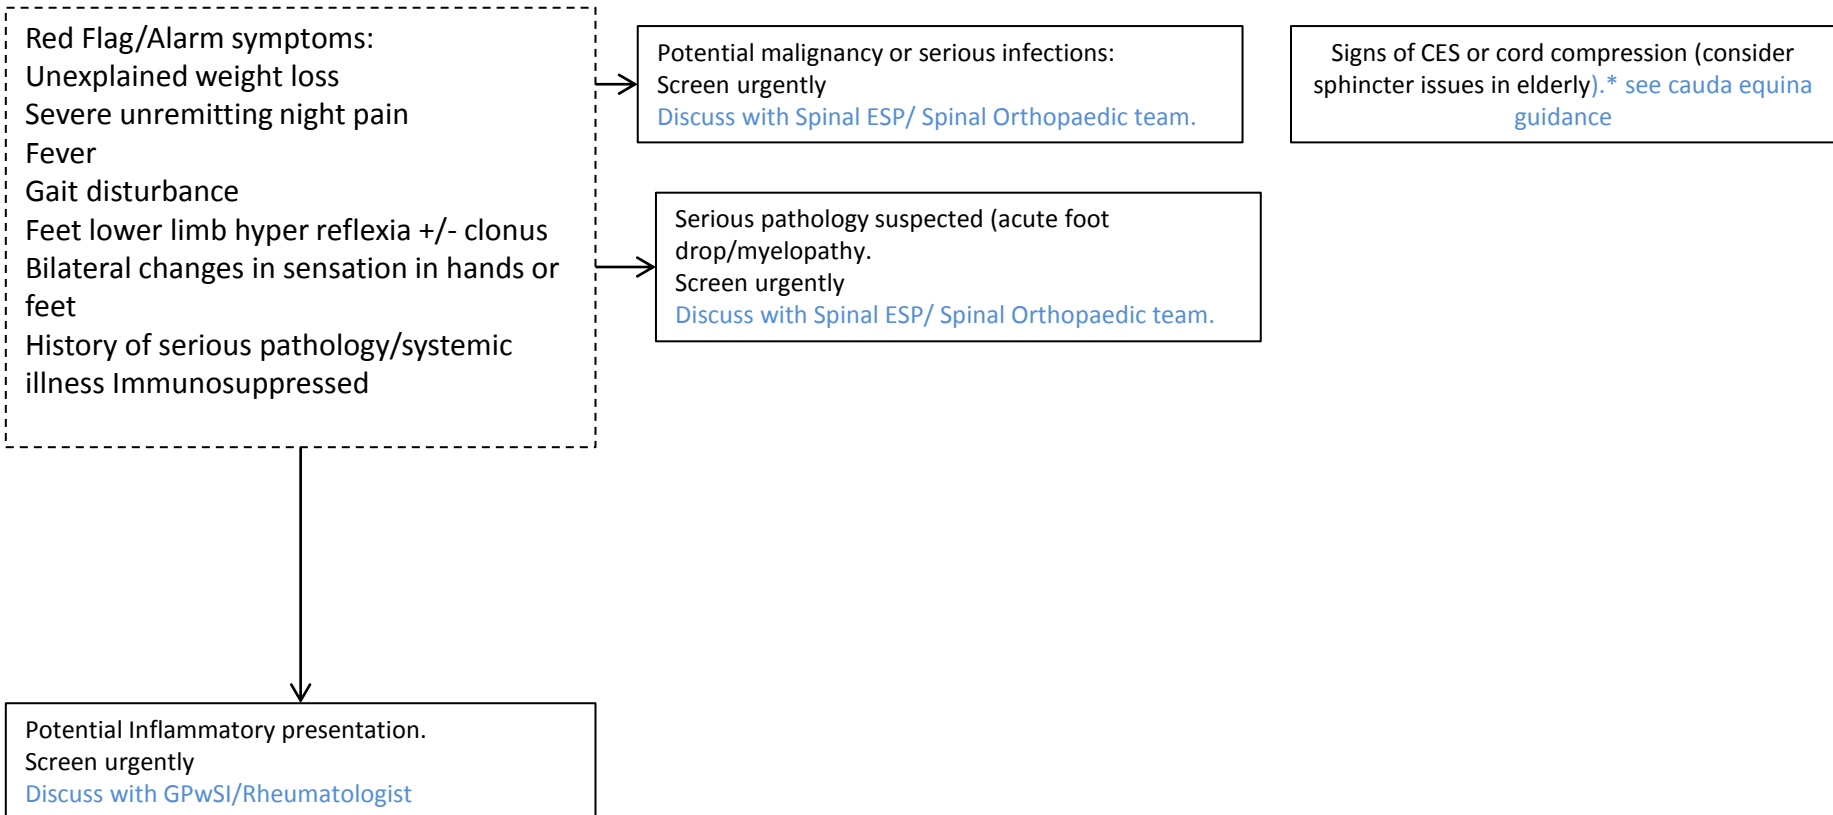 Red Flag/Alarm symptoms:
Unexplained weight loss
Severe unremitting night pain
Fever
Gait disturbance
Feet lower limb hyper reflexia +/- clonus
Bilateral changes in sensation in hands or
feet
History of serious pathology/systemic
illness Immunosuppressed
Potential malignancy or serious infections:
Screen urgently
Discuss with Spinal ESP/ Spinal Orthopaedic team.
Signs of CES or cord compression (consider
sphincter issues in elderly).* see cauda equina
guidance
Serious pathology suspected (acute foot
drop/myelopathy.
Screen urgently
Discuss with Spinal ESP/ Spinal Orthopaedic team.
Potential Inflammatory presentation.
Screen urgently
Discuss with GPwSI/Rheumatologist